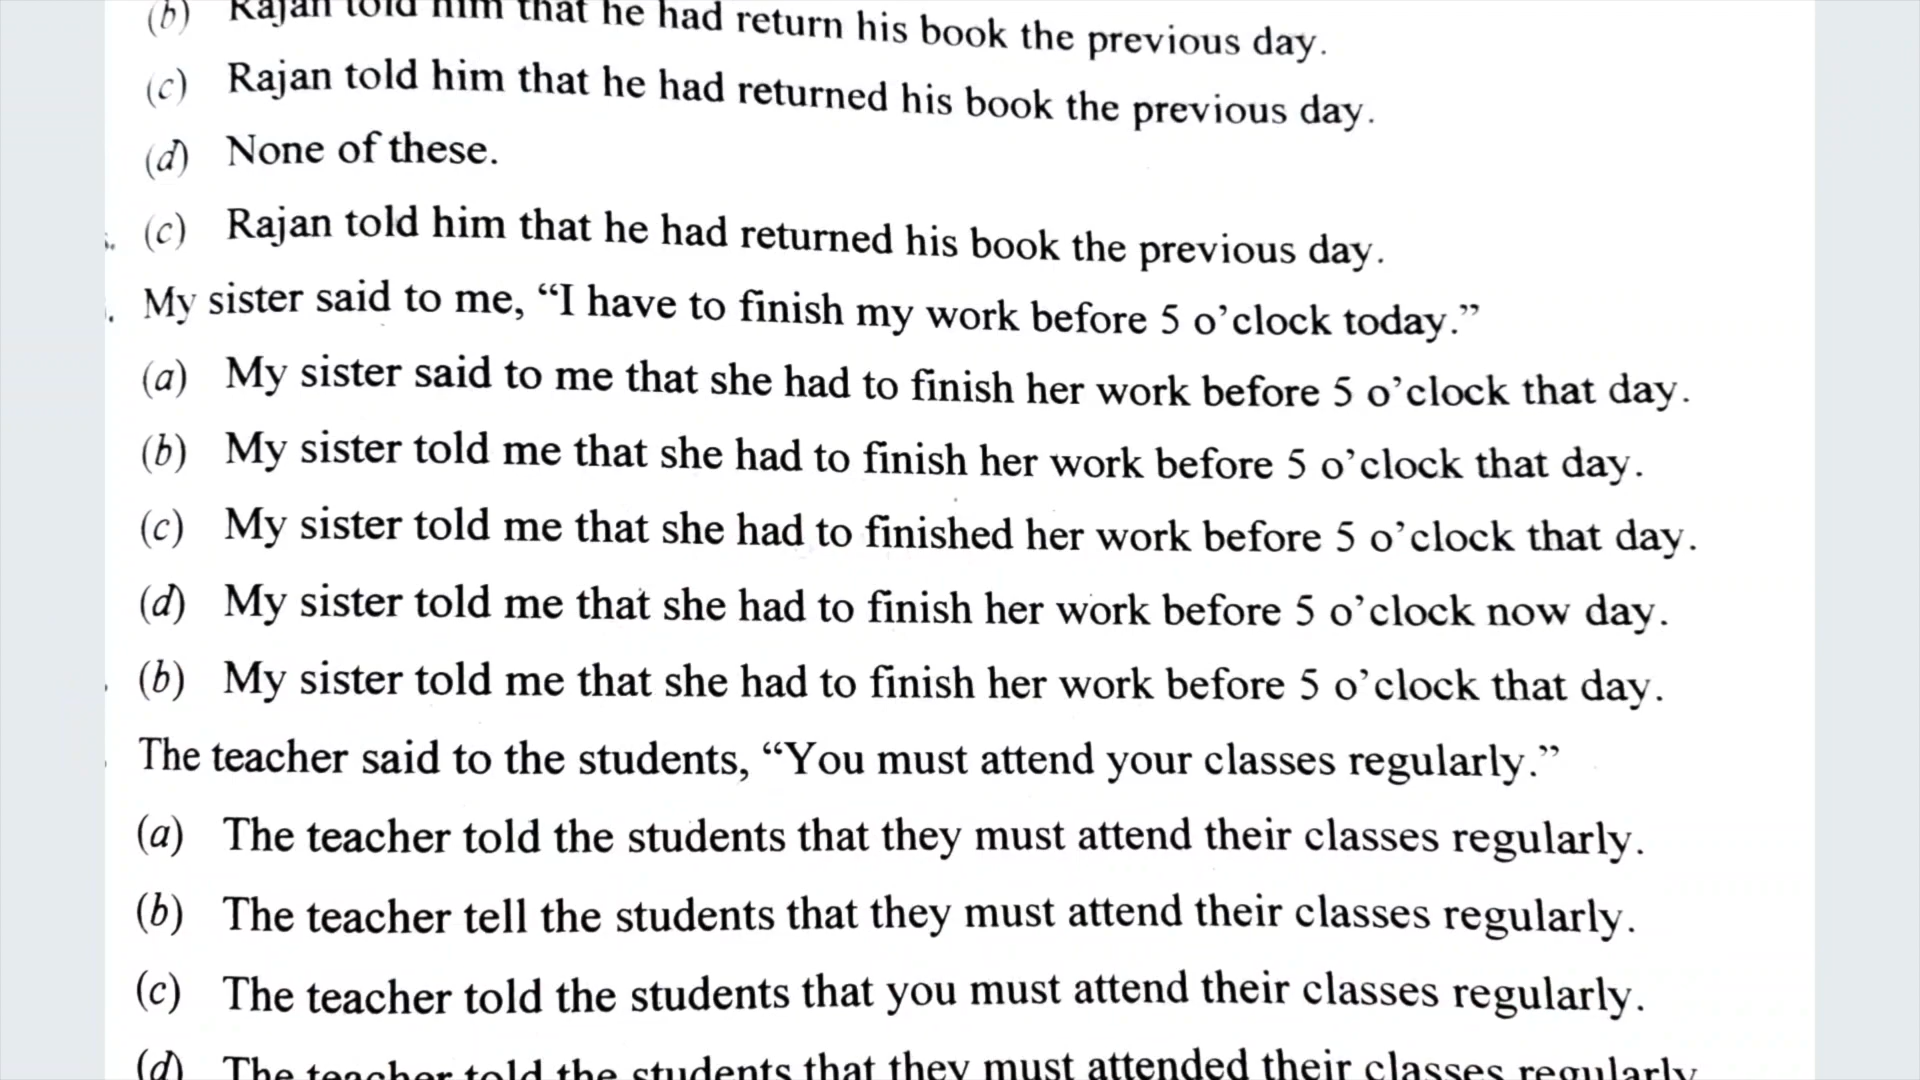 (b) Rajan told him that he had return his book the previous day.
(c) Rajan told him that he had returned his book the previous day.
(d) None of these.
(c) Rajan told him that he had returned his book the previous day.
My sister said to me, “I have to finish my work before 5 o’clock today.”
(a) My sister said to me that she had to finish her work before 5 o’clock that day.
(b) My sister told me that she had to finish her work before 5 o’clock that day.
(c) My sister told me that she had to finished her work before 5 o’clock that day.
(d) My sister told me that she had to finish her work before 5 o’clock now day.
(b) My sister told me that she had to finish her work before 5 o’clock that day.
The teacher said to the students, “You must attend your classes regularly.”
(a) The teacher told the students that they must attend their classes regularly.
(b) The teacher tell the students that they must attend their classes regularly.
(c) The teacher told the students that you must attend their classes regularly.
(d) The teacher told the students that they must attended their classes regularly